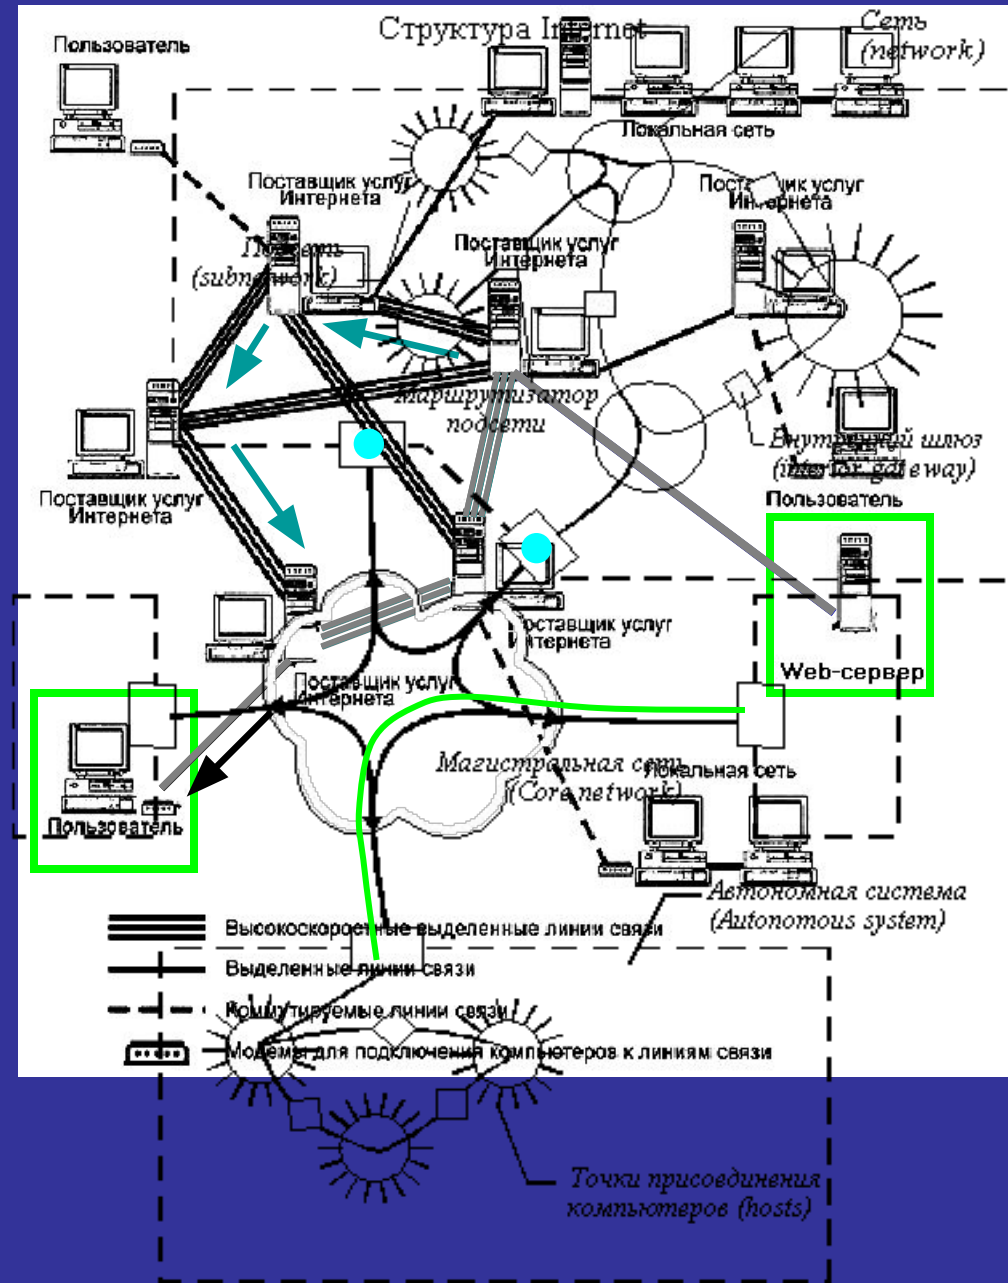 Структура Internet
Сеть
(network)
Пользователь
Локальная сеть
Поставщик услуг
Интернета
Поставщик услуг
Интернета
Поставщик услуг
Интернета
Подсеть
(subnetwork)
Маршрутизатор
подсети
Внутренний шлюз
(interior gateway)
Поставщик услуг
Интернета
Пользователь
Поставщик услуг
Интернета
Web-сервер
Поставщик услуг
Интернета
Магистральная сеть
(Core network)
Локальная сеть
Пользователь
Автономная система
(Autonomous system)
Высокоскоростные выделенные линии связи
Выделенные линии связи
Коммутируемые линии связи
Модемы для подключения компьютеров к линиям связи
Точки присоединения
компьютеров (hosts)